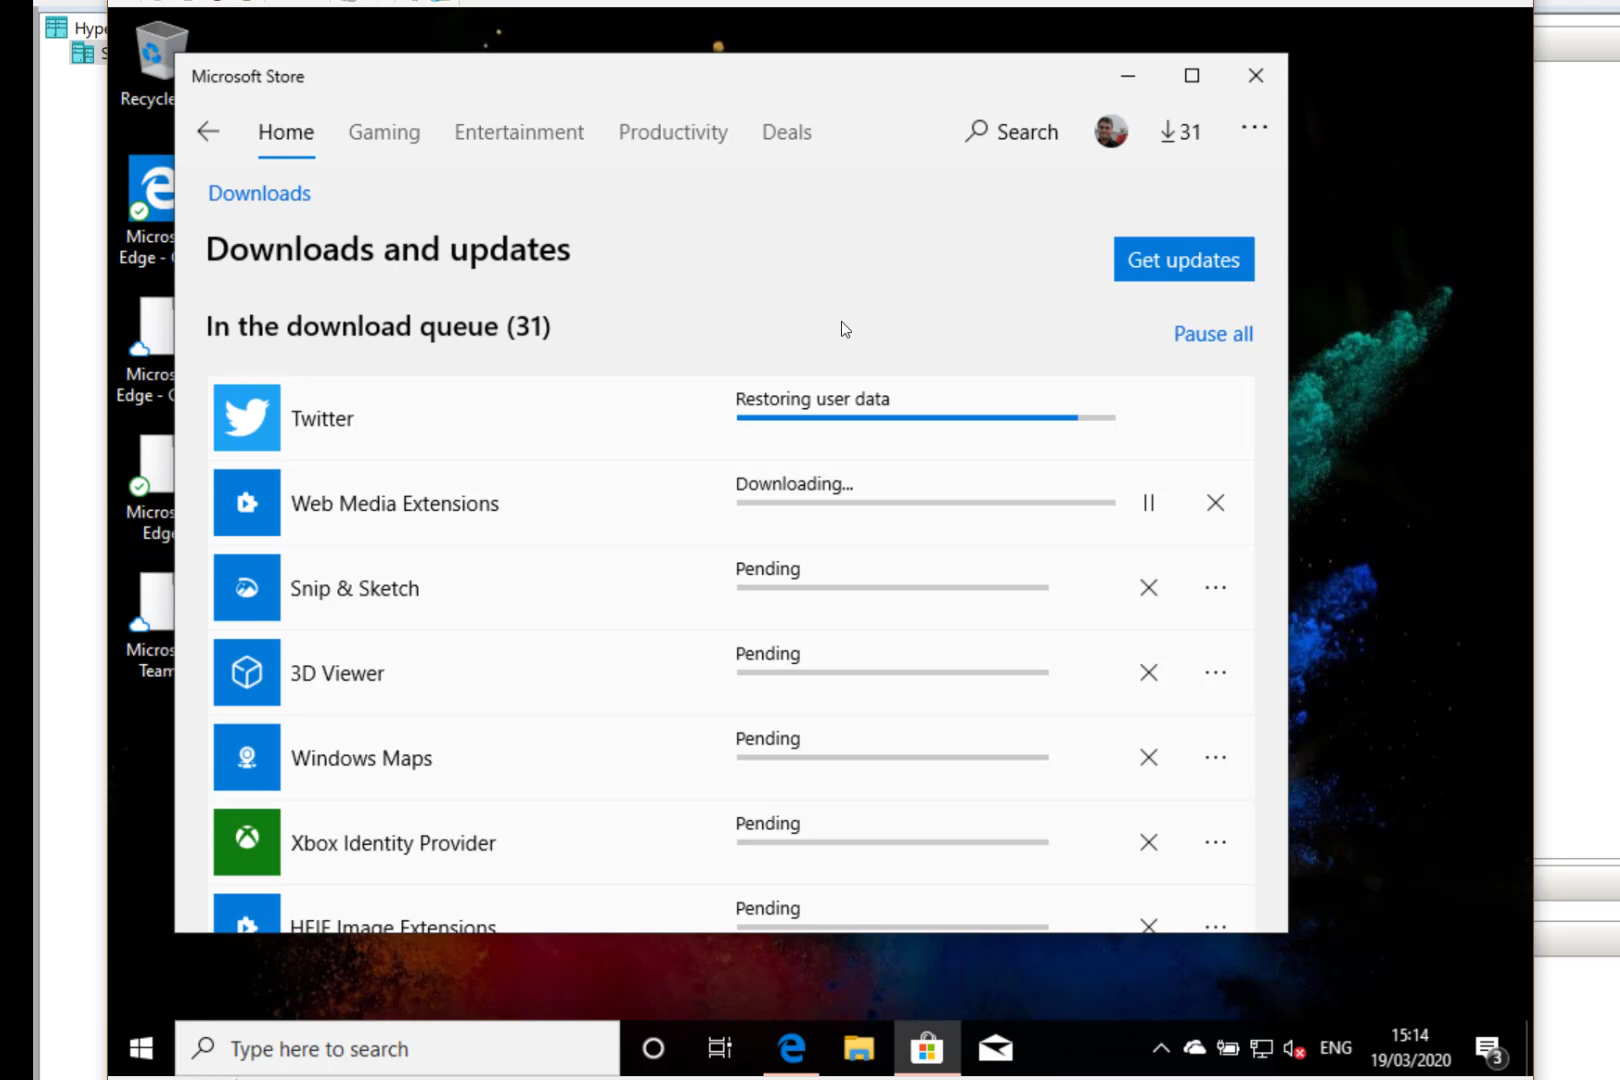 Hype
S
Recycle
Micros
Edge - C
Micros
Edge - C
Micros
Edge
Micros
Team
Microsoft Store
Home
Gaming
Entertainment
Productivity
Deals
Search
31
Downloads
Downloads and updates
Get updates
In the download queue (31)
Pause all
Twitter
Restoring user data
Web Media Extensions
Downloading...
Snip & Sketch
Pending
3D Viewer
Pending
Windows Maps
Pending
Xbox Identity Provider
Pending
HEIF Image Extensions
Pending
Type here to search
ENG
15:14
19/03/2020
3